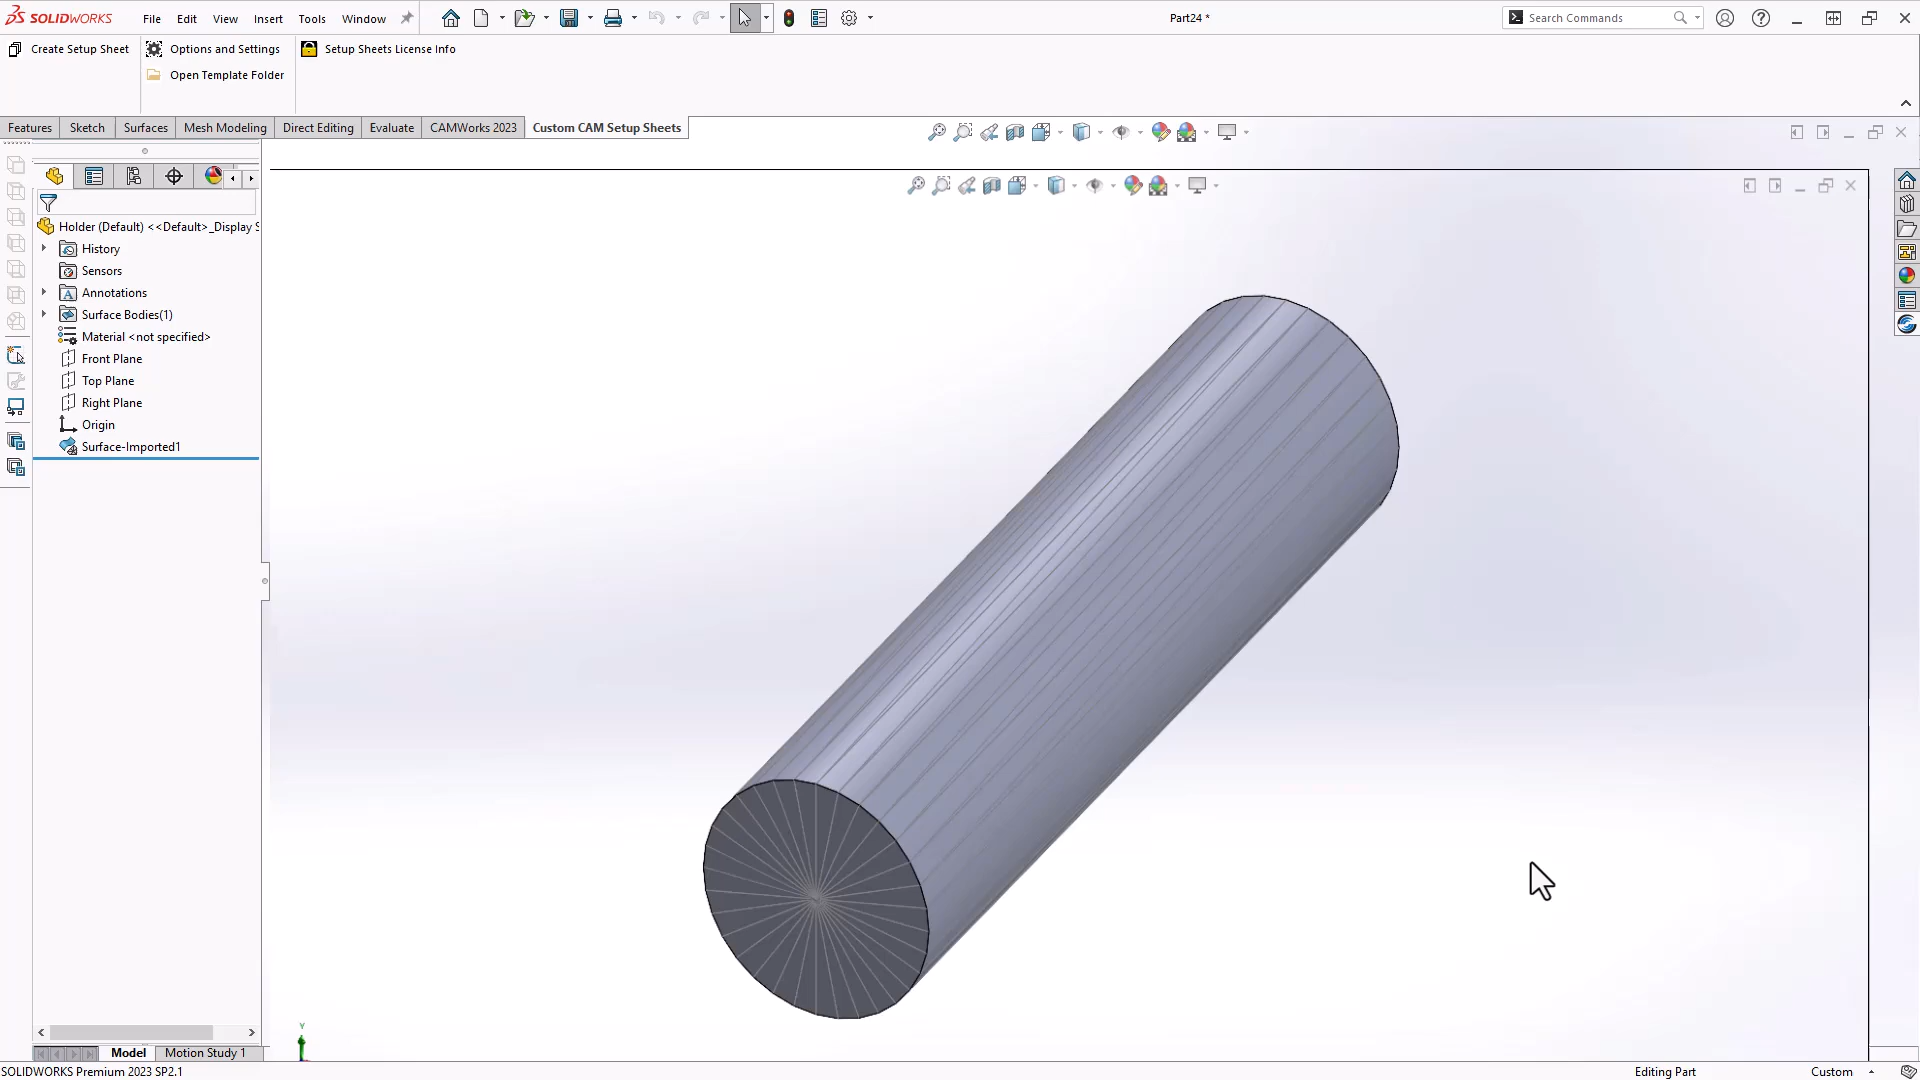 SOLIDWORKS File Edit View Insert Tools Window Part24 * Search Commands
Create Setup Sheet Options and Settings Setup Sheets License Info
Open Template Folder
Features Sketch Surfaces Mesh Modeling Direct Editing Evaluate CAMWorks 2023 Custom CAM Setup Sheets
Holder (Default) <<Default>_Display S
History
Sensors
Annotations
Surface Bodies(1)
Material <not specified>
Front Plane
Top Plane
Right Plane
Origin
Surface-Imported1
Y
Model Motion Study 1
SOLIDWORKS Premium 2023 SP2.1 Editing Part Custom